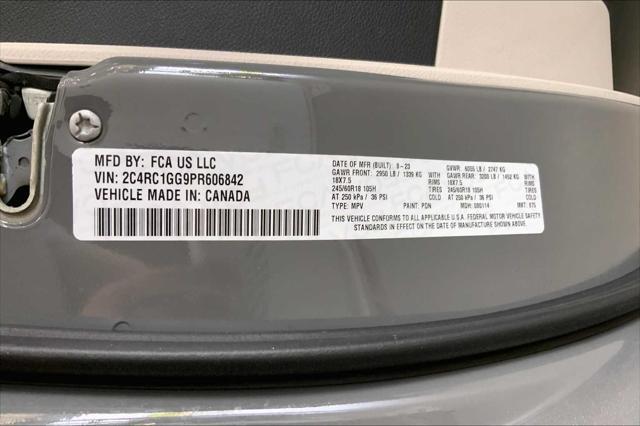 MFD BY: FCA US LLC
VIN: 2C4RC1GG9PR606842
VEHICLE MADE IN: CANADA
DATE OF MFR (BUILT): 9-23 GVWR: 6055 LB / 2747 KG
GAWR FRONT: 2950 LB / 1339 KG WITH GAWR REAR: 3200 LB / 1452 KG WITH
18X7.5 RIMS 18X7.5 RIMS
245/60R18 105H TIRES 245/60R18 105H TIRES
AT 250 kPa / 36 PSI COLD AT 250 kPa / 36 PSI COLD
TYPE: MPV PAINT: PDN MDH: 090114 MKT: 975
THIS VEHICLE CONFORMS TO ALL APPLICABLE U.S.A. FEDERAL MOTOR VEHICLE SAFETY
STANDARDS IN EFFECT ON THE DATE OF MANUFACTURE SHOWN ABOVE.